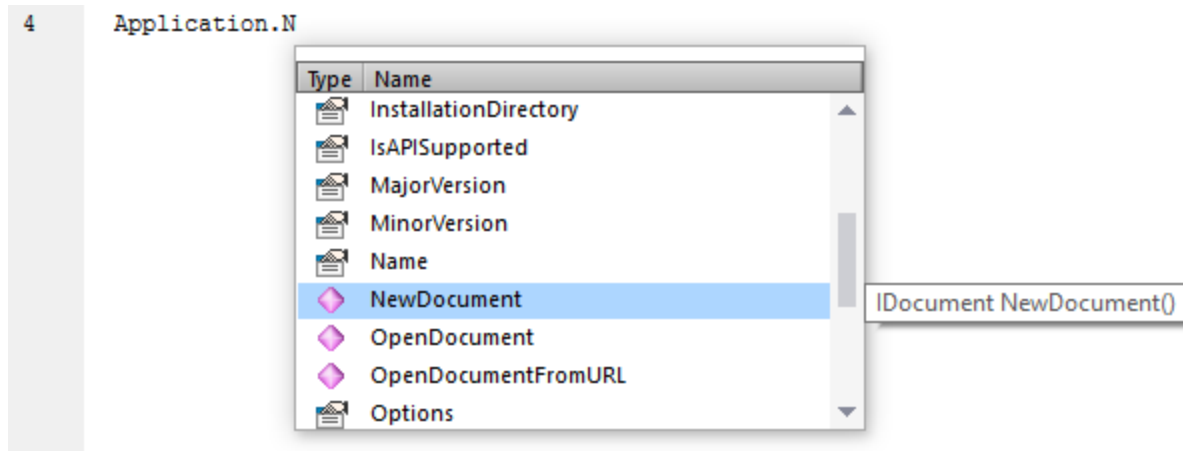 4 Application.N
Type Name
InstallationDirectory
IsAPISupported
MajorVersion
MinorVersion
Name
NewDocument IDocument NewDocument()
OpenDocument
OpenDocumentFromURL
Options